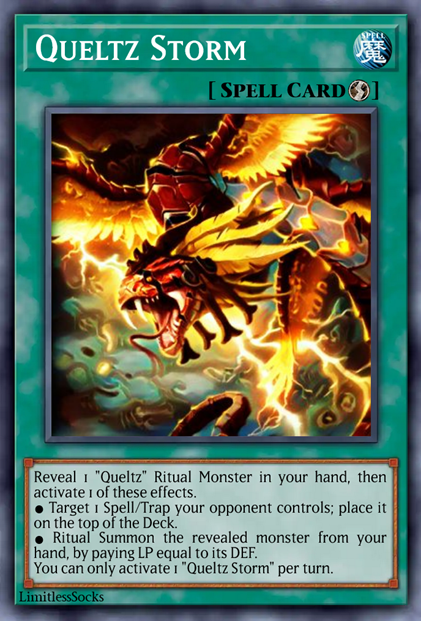 Queltz Storm
SPELL
魔
[ Spell Card ]
Reveal 1 "Queltz" Ritual Monster in your hand, then
activate 1 of these effects.
● Target 1 Spell/Trap your opponent controls; place it
on the top of the Deck.
● Ritual Summon the revealed monster from your
hand, by paying LP equal to its DEF.
You can only activate 1 "Queltz Storm" per turn.
LimitlessSocks